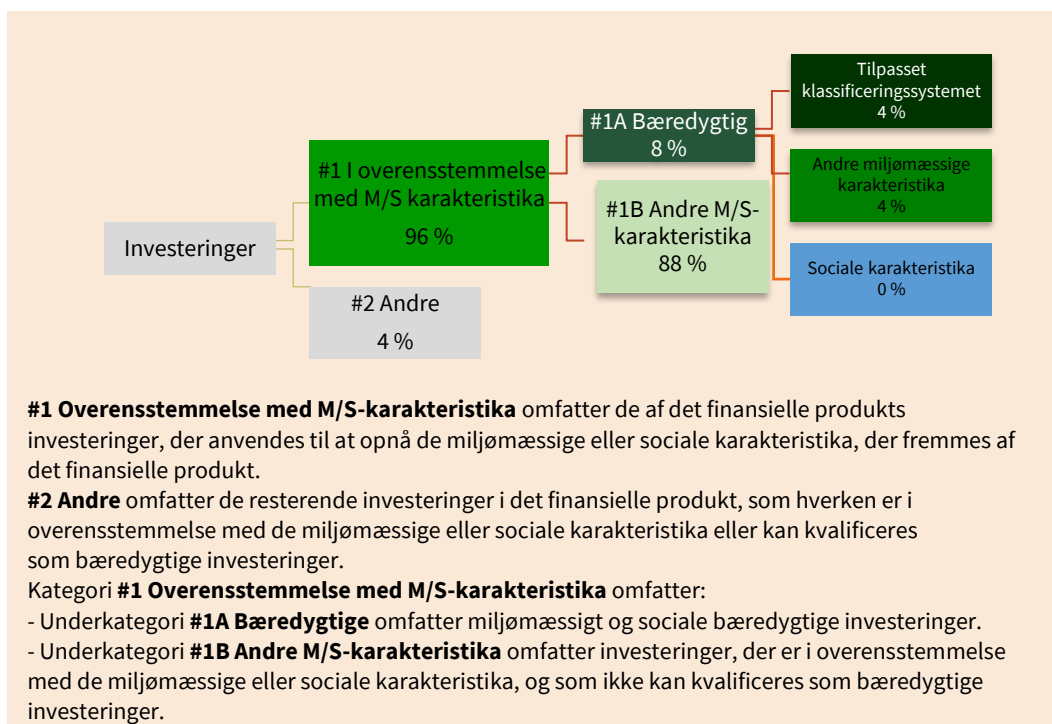 Investeringer
#1 I overensstemmelse
med M/S karakteristika
96 %
#2 Andre
4 %
#1A Bæredygtig
8 %
#1B Andre M/S-
karakteristika
88 %
Tilpasset
klassificeringssystemet
4 %
Andre miljømæssige
karakteristika
4 %
Sociale karakteristika
0 %
#1 Overensstemmelse med M/S-karakteristika omfatter de af det finansielle produkts
investeringer, der anvendes til at opnå de miljømæssige eller sociale karakteristika, der fremmes af
det finansielle produkt.
#2 Andre omfatter de resterende investeringer i det finansielle produkt, som hverken er i
overensstemmelse med de miljømæssige eller sociale karakteristika eller kan kvalificeres
som bæredygtige investeringer.
Kategori #1 Overensstemmelse med M/S-karakteristika omfatter:
- Underkategori #1A Bæredygtige omfatter miljømæssigt og sociale bæredygtige investeringer.
- Underkategori #1B Andre M/S-karakteristika omfatter investeringer, der er i overensstemmelse
med de miljømæssige eller sociale karakteristika, og som ikke kan kvalificeres som bæredygtige
investeringer.